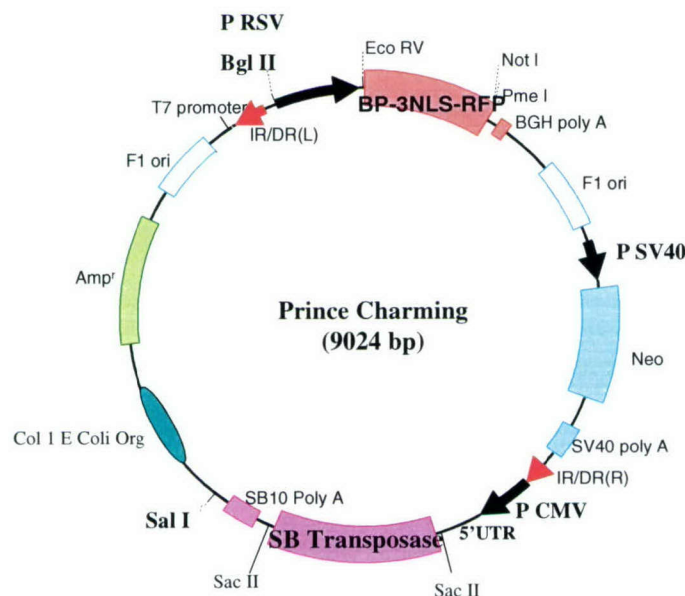 P RSV
Bgl II
Eco RV
Not I
BP-3NLS-RFP
Pme I
BGH poly A
T7 promoter
IR/DR(L)
F1 ori
F1 ori
P SV40
Ampʳ
Prince Charming
(9024 bp)
Neo
Col 1 E Coli Org
SV40 poly A
IR/DR(R)
SB10 Poly A
P CMV
Sal I
5'UTR
SB Transposase
Sac II
Sac II